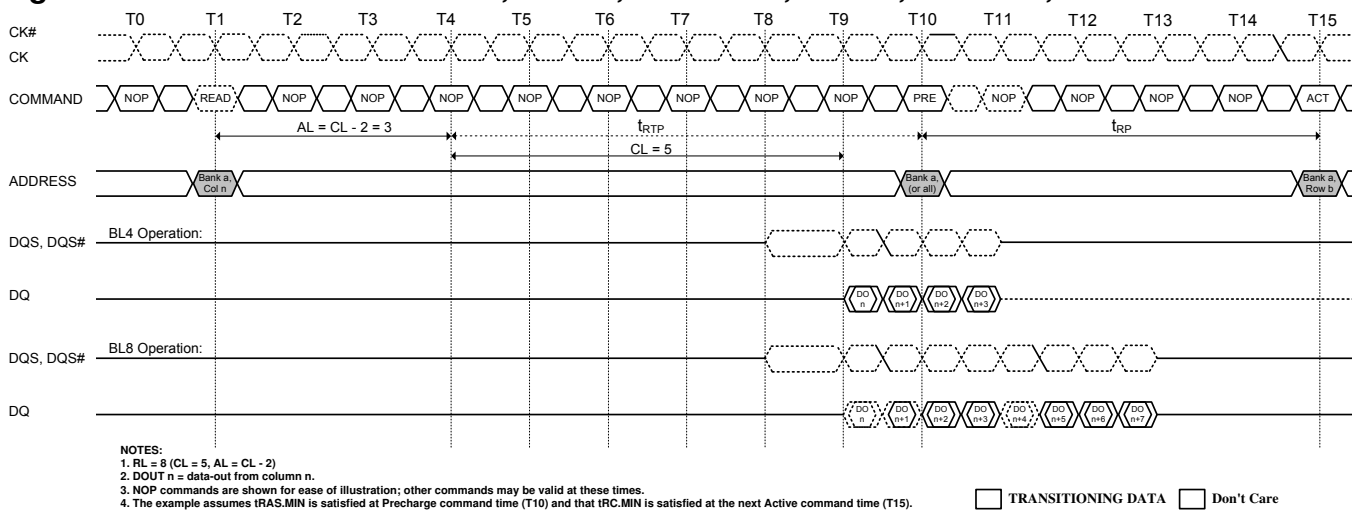 T0 T1 T2 T3 T4 T5 T6 T7 T8 T9 T10 T11 T12 T13 T14 T15
CK#
CK
COMMAND NOP READ NOP NOP NOP NOP NOP NOP NOP NOP PRE NOP NOP NOP NOP ACT
AL = CL - 2 = 3 tRTP tRP
CL = 5
ADDRESS Bank a, Col n Bank a, (or all) Bank a, Row b
BL4 Operation:
DQS, DQS#
DQ DO n DO n+1 DO n+2 DO n+3
BL8 Operation:
DQS, DQS#
DQ DO n DO n+1 DO n+2 DO n+3 DO n+4 DO n+5 DO n+6 DO n+7
NOTES:
1. RL = 8 (CL = 5, AL = CL - 2)
2. DOUT n = data-out from column n.
3. NOP commands are shown for ease of illustration; other commands may be valid at these times.
4. The example assumes tRAS.MIN is satisfied at Precharge command time (T10) and that tRC.MIN is satisfied at the next Active command time (T15).
TRANSITIONING DATA Don't Care